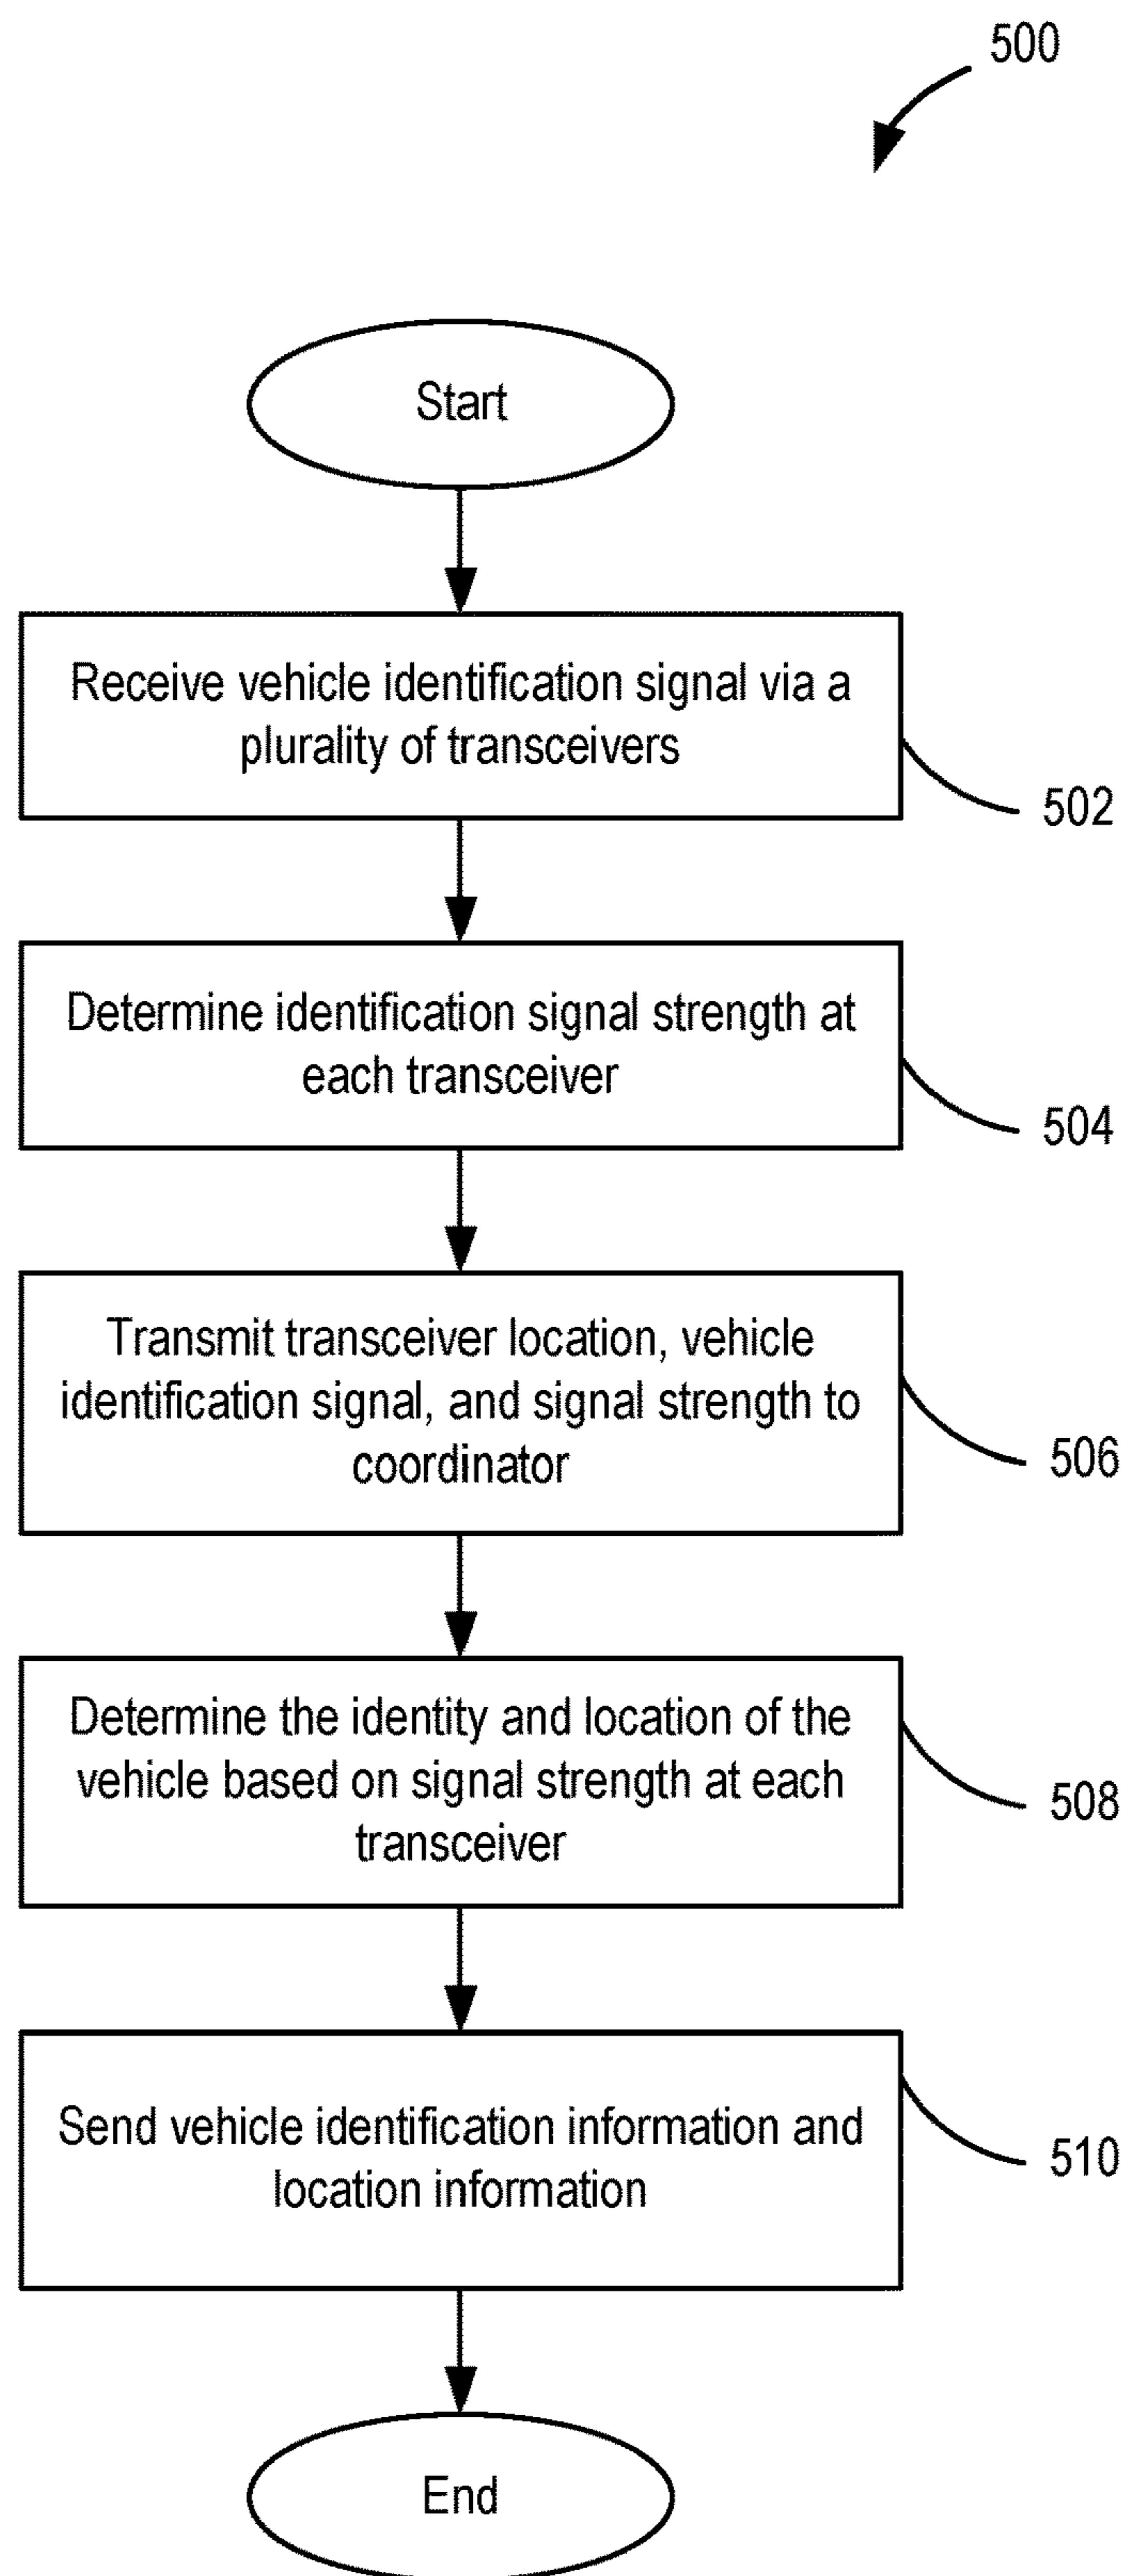 500
Start
Receive vehicle identification signal via a
plurality of transceivers
502
Determine identification signal strength at
each transceiver
504
Transmit transceiver location, vehicle
identification signal, and signal strength to
coordinator
506
Determine the identity and location of the
vehicle based on signal strength at each
transceiver
508
Send vehicle identification information and
location information
510
End